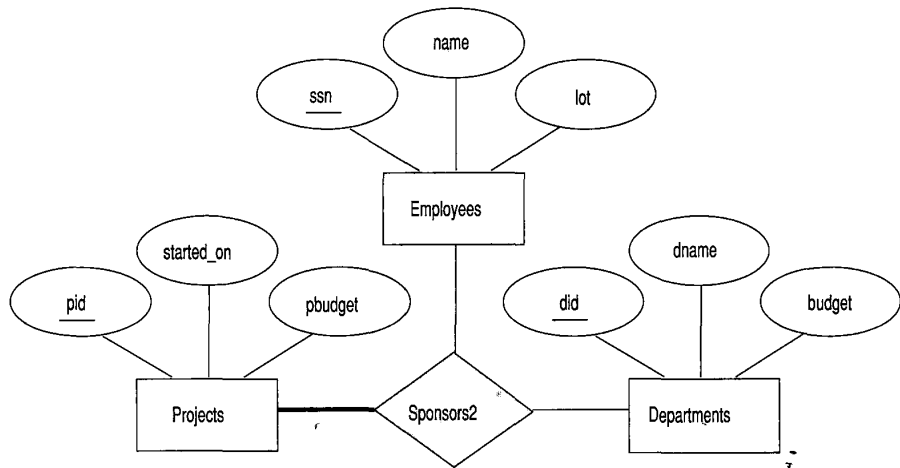 name
ssn
lot
Employees
started_on
dname
pid
pbudget
did
budget
Projects
Sponsors2
Departments